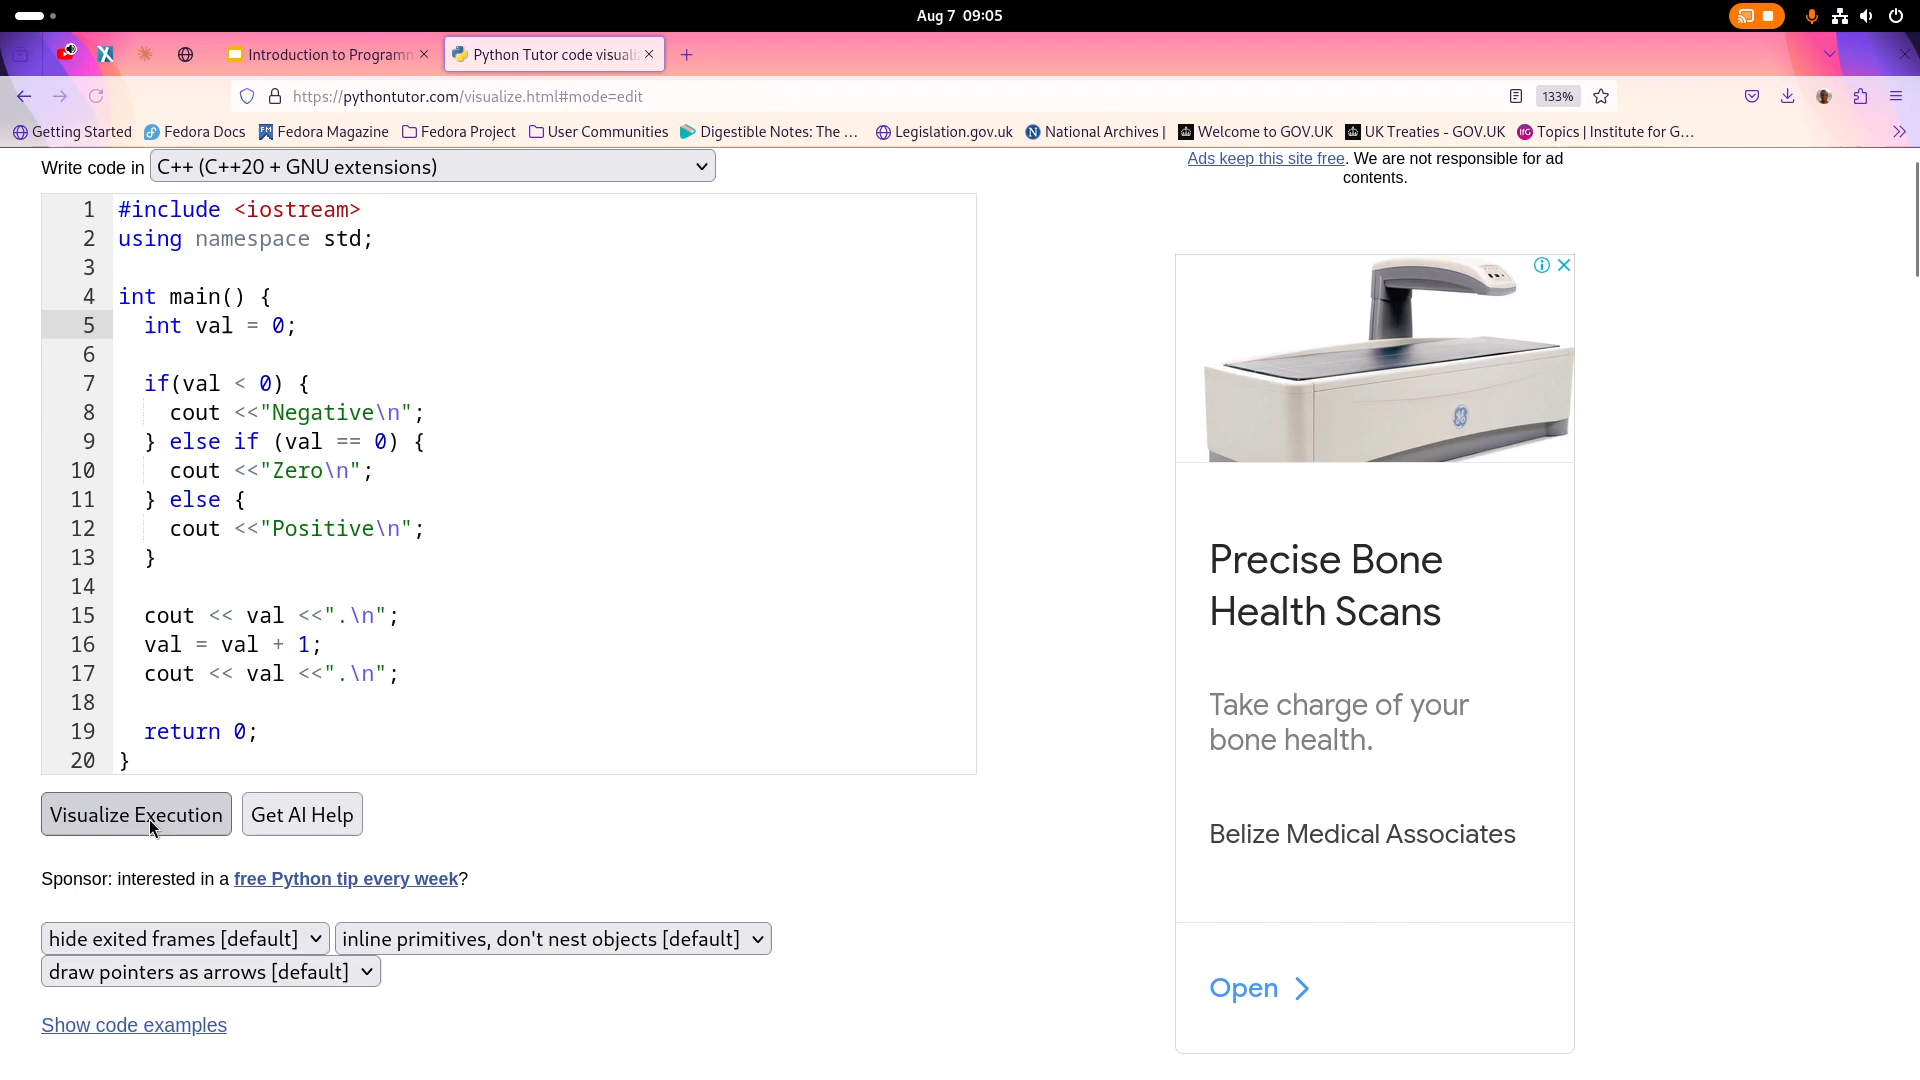 Aug 7 09:05
Introduction to Programm
Python Tutor code visuali
https://pythontutor.com/visualize.html#mode=edit
133%
Getting Started
Fedora Docs
Fedora Magazine
Fedora Project
User Communities
Digestible Notes: The ...
Legislation.gov.uk
National Archives |
Welcome to GOV.UK
UK Treaties - GOV.UK
Topics | Institute for G...
Write code in C++ (C++20 + GNU extensions)
1 #include <iostream>
2 using namespace std;
3
4 int main() {
5   int val = 0;
6
7   if(val < 0) {
8     cout <<"Negative\n";
9   } else if (val == 0) {
10     cout <<"Zero\n";
11   } else {
12     cout <<"Positive\n";
13   }
14
15   cout << val <<".\n";
16   val = val + 1;
17   cout << val <<".\n";
18
19   return 0;
20 }
Visualize Execution
Get AI Help
Sponsor: interested in a free Python tip every week?
hide exited frames [default]
inline primitives, don't nest objects [default]
draw pointers as arrows [default]
Show code examples
Ads keep this site free. We are not responsible for ad
contents.
Precise Bone
Health Scans
Take charge of your
bone health.
Belize Medical Associates
Open